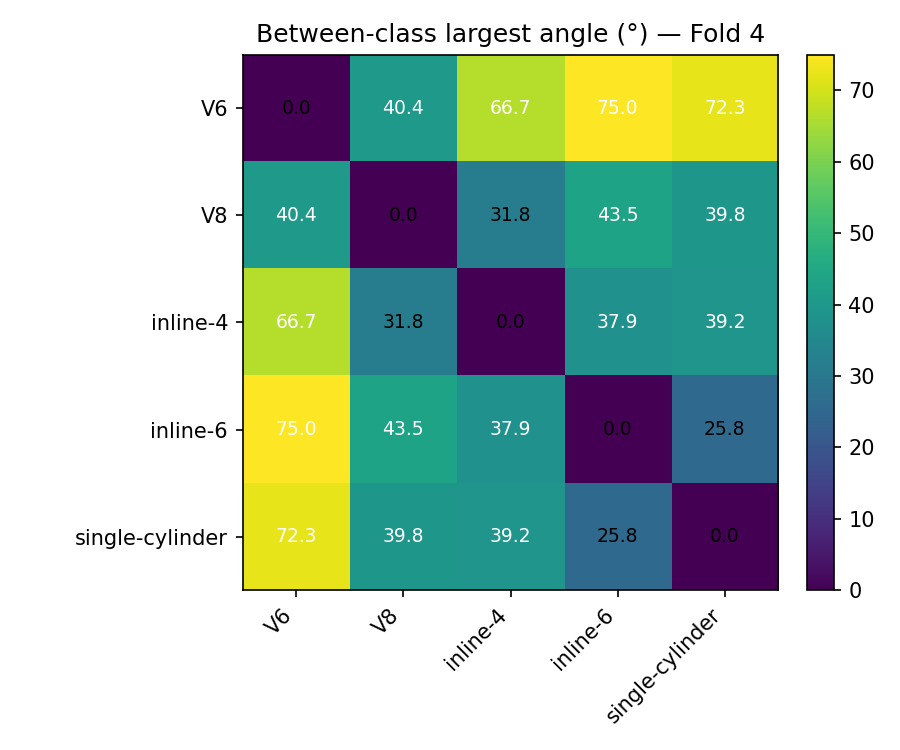 Between-class largest angle (°) — Fold 4
V6 0.0 40.4 66.7 75.0 72.3
V8 40.4 0.0 31.8 43.5 39.8
inline-4 66.7 31.8 0.0 37.9 39.2
inline-6 75.0 43.5 37.9 0.0 25.8
single-cylinder 72.3 39.8 39.2 25.8 0.0
V6 V8 inline-4 inline-6 single-cylinder
70
60
50
40
30
20
10
0